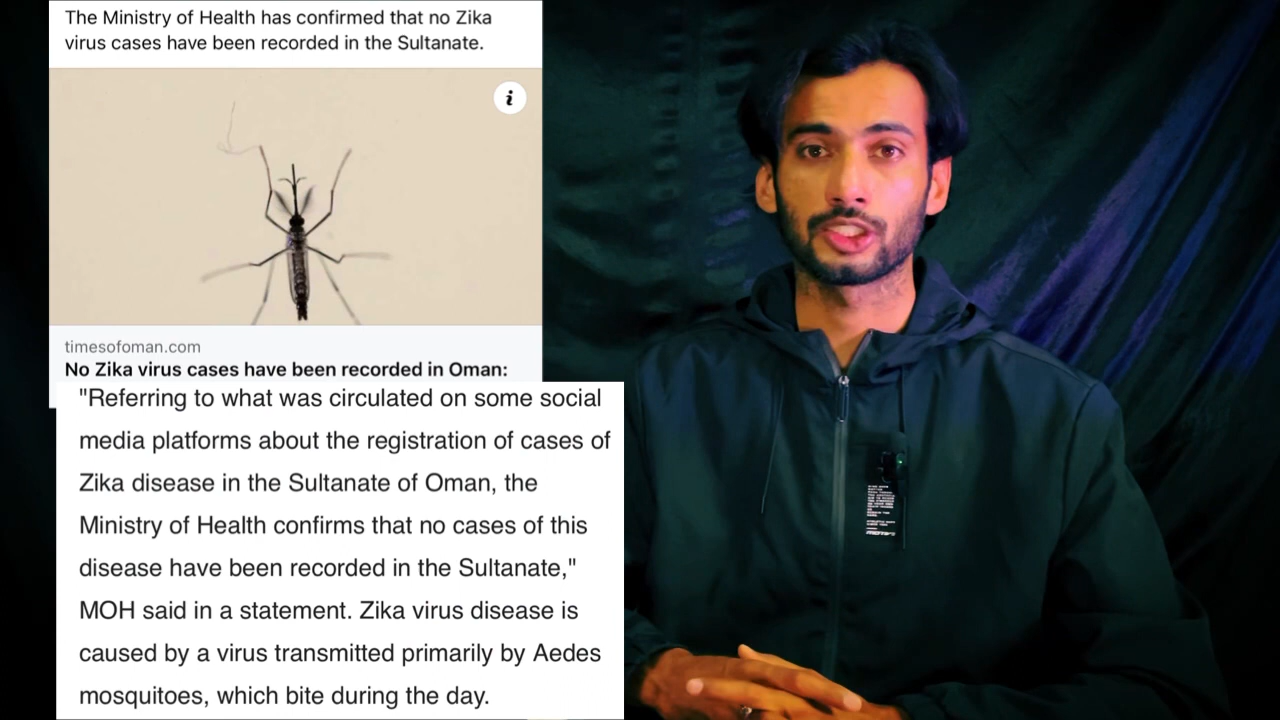 The Ministry of Health has confirmed that no Zika
virus cases have been recorded in the Sultanate.
i
timesofoman.com
No Zika virus cases have been recorded in Oman:
"Referring to what was circulated on some social
media platforms about the registration of cases of
Zika disease in the Sultanate of Oman, the
Ministry of Health confirms that no cases of this
disease have been recorded in the Sultanate,"
MOH said in a statement. Zika virus disease is
caused by a virus transmitted primarily by Aedes
mosquitoes, which bite during the day.